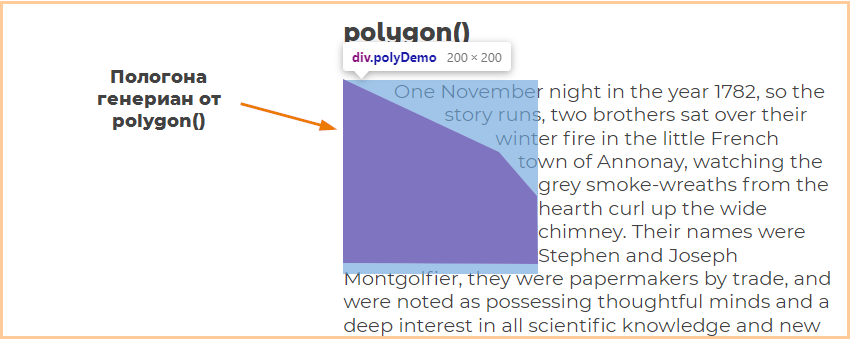 polygon()
div.polyDemo 200 × 200
Пологона
генериан от
polygon()
One November night in the year 1782, so the
story runs, two brothers sat over their
winter fire in the little French
town of Annonay, watching the
grey smoke-wreaths from the
hearth curl up the wide
chimney. Their names were
Stephen and Joseph
Montgolfier, they were papermakers by trade, and
were noted as possessing thoughtful minds and a
deep interest in all scientific knowledge and new